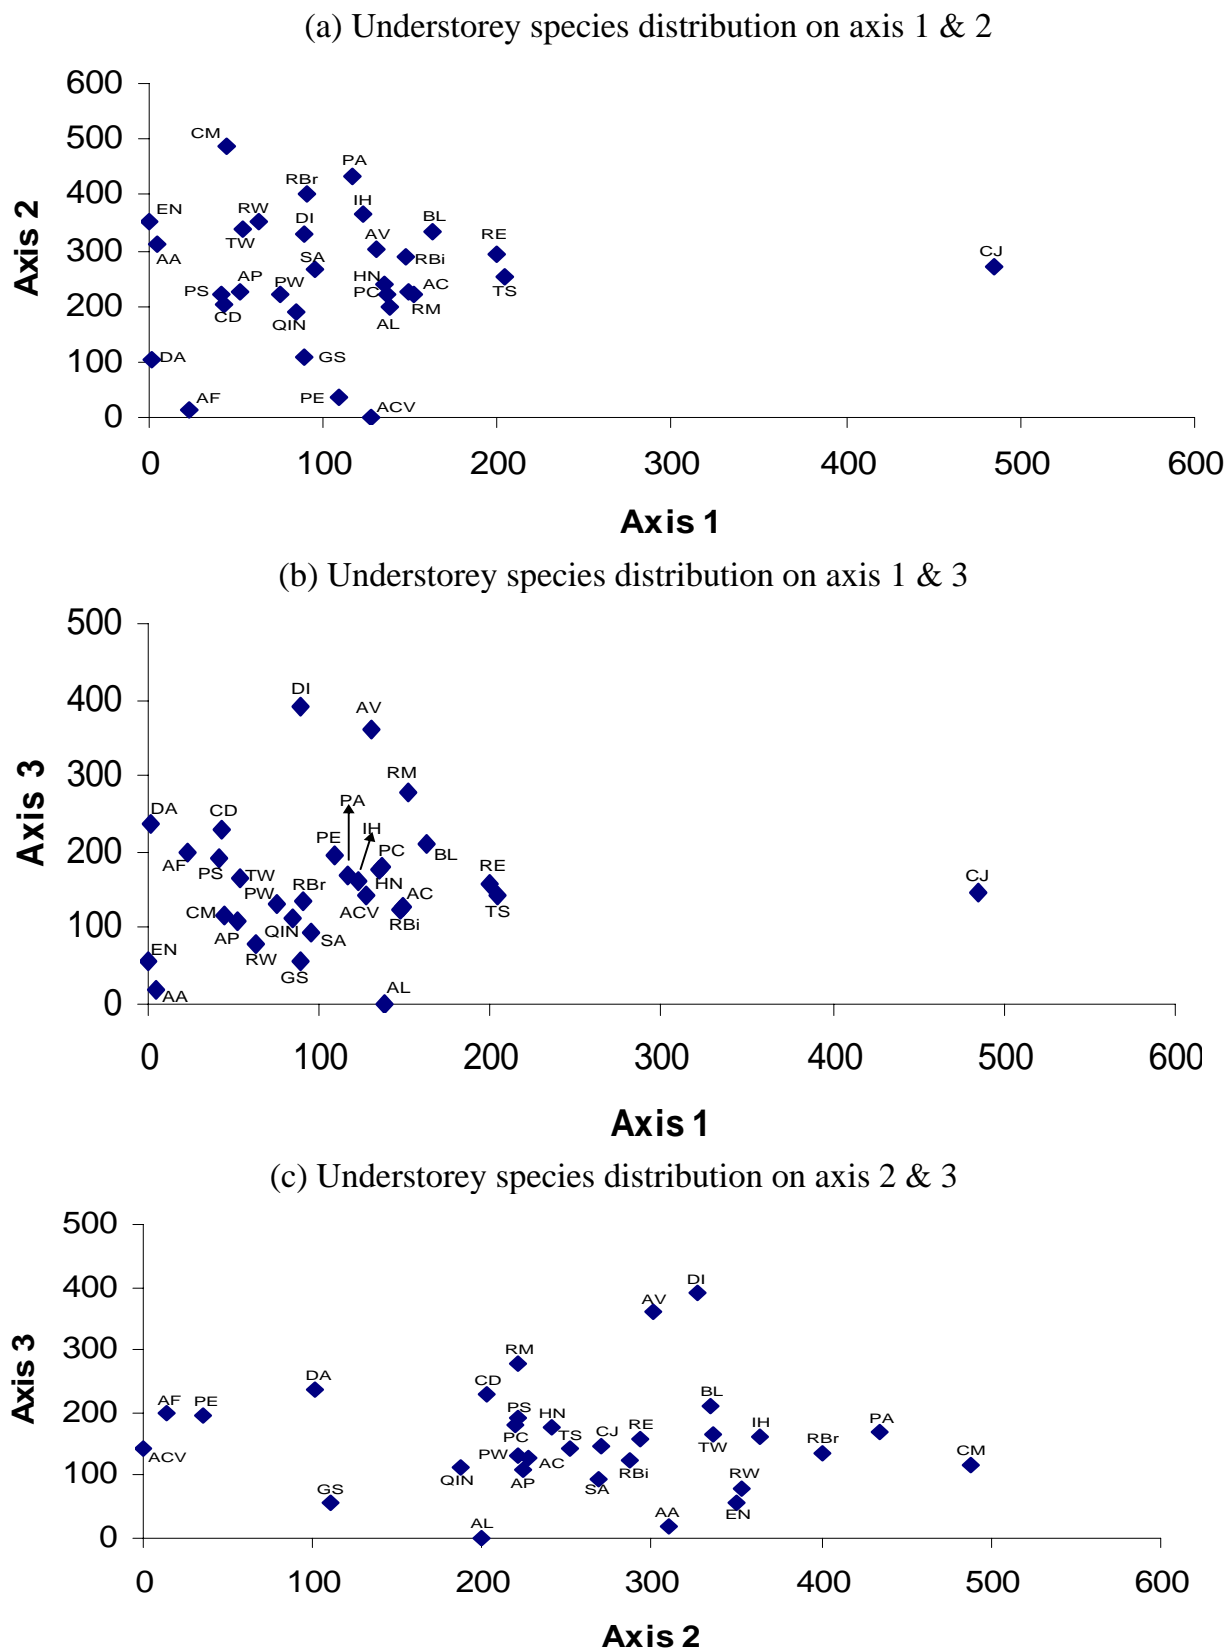 (a) Understorey species distribution on axis 1 & 2
600
500
400
300
200
100
0
Axis 2
CM
PA
RBr
IH
EN
RW
DI
BL
AV
RE
CJ
AA
TW
SA
RBi
HN
PS
AP
PW
PC
AC
TS
CD
QIN
AL
RM
DA
GS
AF
PE
ACV
0 100 200 300 400 500 600
Axis 1
(b) Understorey species distribution on axis 1 & 3
500
400
300
200
100
0
Axis 3
DI
AV
RM
PA
DA
CD
IH
PE
AF
PS
TW
PC
BL
RE
CJ
PW
RBr
HN
AC
CM
AP
QIN
ACV
RBi
TS
SA
EN
RW
GS
AA
AL
0 100 200 300 400 500 600
Axis 1
(c) Understorey species distribution on axis 2 & 3
500
400
300
200
100
0
Axis 3
DI
AV
RM
DA
CD
BL
AF
PE
PS
HN
PA
TS
CJ
RE
IH
ACV
PC
TW
RBr
CM
PW
AC
QIN
AP
SA
RBi
RW
GS
EN
AL
AA
0 100 200 300 400 500 600
Axis 2